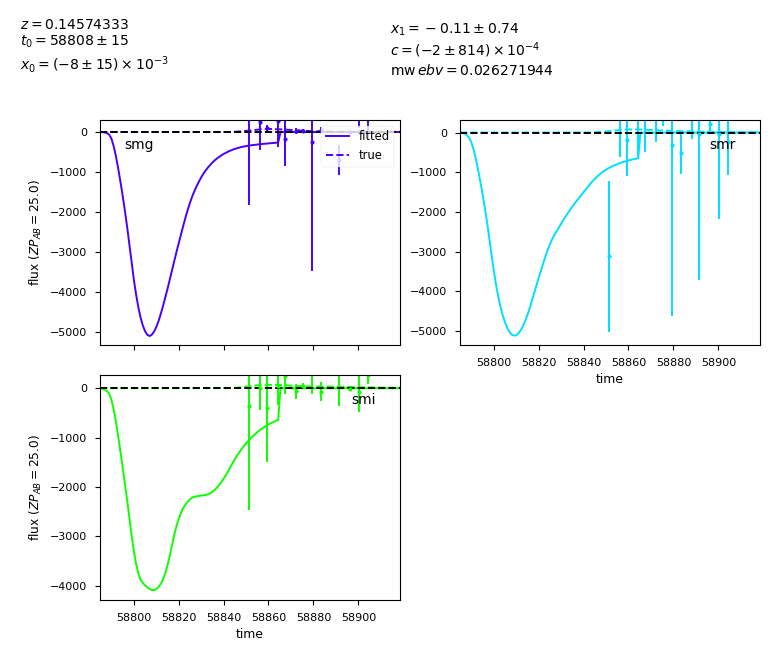 z = 0.14574333
t₀ = 58808 ± 15
x₀ = (−8 ± 15) × 10⁻³
x₁ = −0.11 ± 0.74
c = (−2 ± 814) × 10⁻⁴
mw ebv = 0.026271944
smg
fitted
true
flux (ZP_AB = 25.0)
0
−1000
−2000
−3000
−4000
−5000
smr
0
−1000
−2000
−3000
−4000
−5000
58800 58820 58840 58860 58880 58900
time
smi
flux (ZP_AB = 25.0)
0
−1000
−2000
−3000
−4000
58800 58820 58840 58860 58880 58900
time